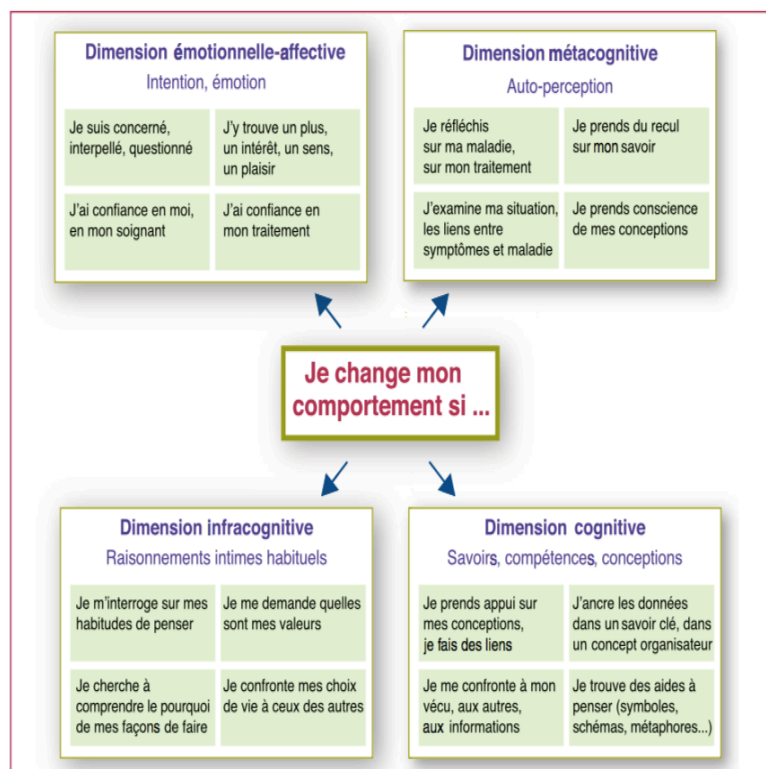 Dimension émotionnelle-affective
Intention, émotion
Je suis concerné,
interpellé, questionné
J'y trouve un plus,
un intérêt, un sens,
un plaisir
J'ai confiance en moi,
en mon soignant
J'ai confiance en
mon traitement
Dimension métacognitive
Auto-perception
Je réfléchis
sur ma maladie,
sur mon traitement
Je prends du recul
sur mon savoir
J'examine ma situation,
les liens entre
symptômes et maladie
Je prends conscience
de mes conceptions
Je change mon
comportement si ...
Dimension infracognitive
Raisonnements intimes habituels
Je m'interroge sur mes
habitudes de penser
Je me demande quelles
sont mes valeurs
Je cherche à
comprendre le pourquoi
de mes façons de faire
Je confronte mes choix
de vie à ceux des autres
Dimension cognitive
Savoirs, compétences, conceptions
Je prends appui sur
mes conceptions,
je fais des liens
J'ancre les données
dans un savoir clé, dans
un concept organisateur
Je me confronte à mon
vécu, aux autres,
aux informations
Je trouve des aides à
penser (symboles,
schémas, métaphores...)